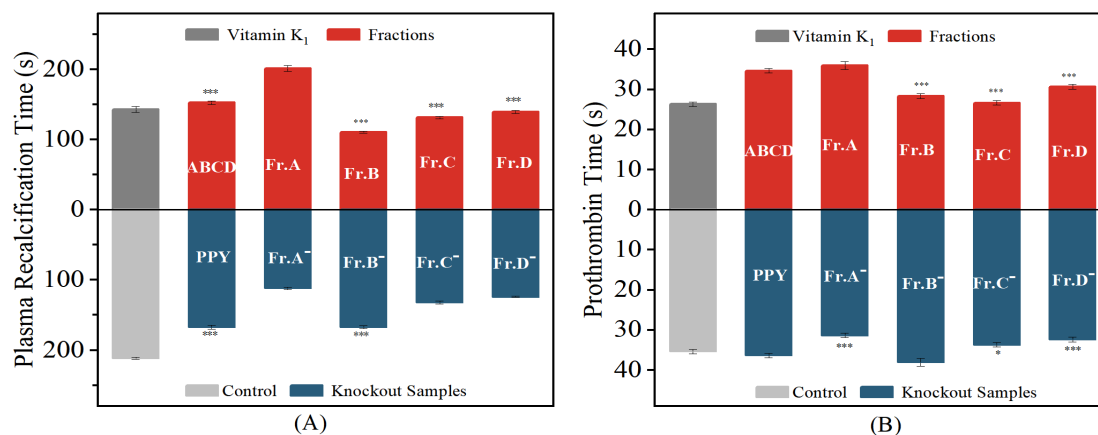 Vitamin K1 Fractions
Plasma Recalcification Time (s)
200
100
0
100
200
*** *** *** ***
ABCD Fr.A Fr.B Fr.C Fr.D
PPY Fr.A⁻ Fr.B⁻ Fr.C⁻ Fr.D⁻
*** ***
Control Knockout Samples
(A)
Vitamin K1 Fractions
Prothrombin Time (s)
40
30
20
10
0
10
20
30
40
*** *** ***
ABCD Fr.A Fr.B Fr.C Fr.D
PPY Fr.A⁻ Fr.B⁻ Fr.C⁻ Fr.D⁻
*** * ***
Control Knockout Samples
(B)